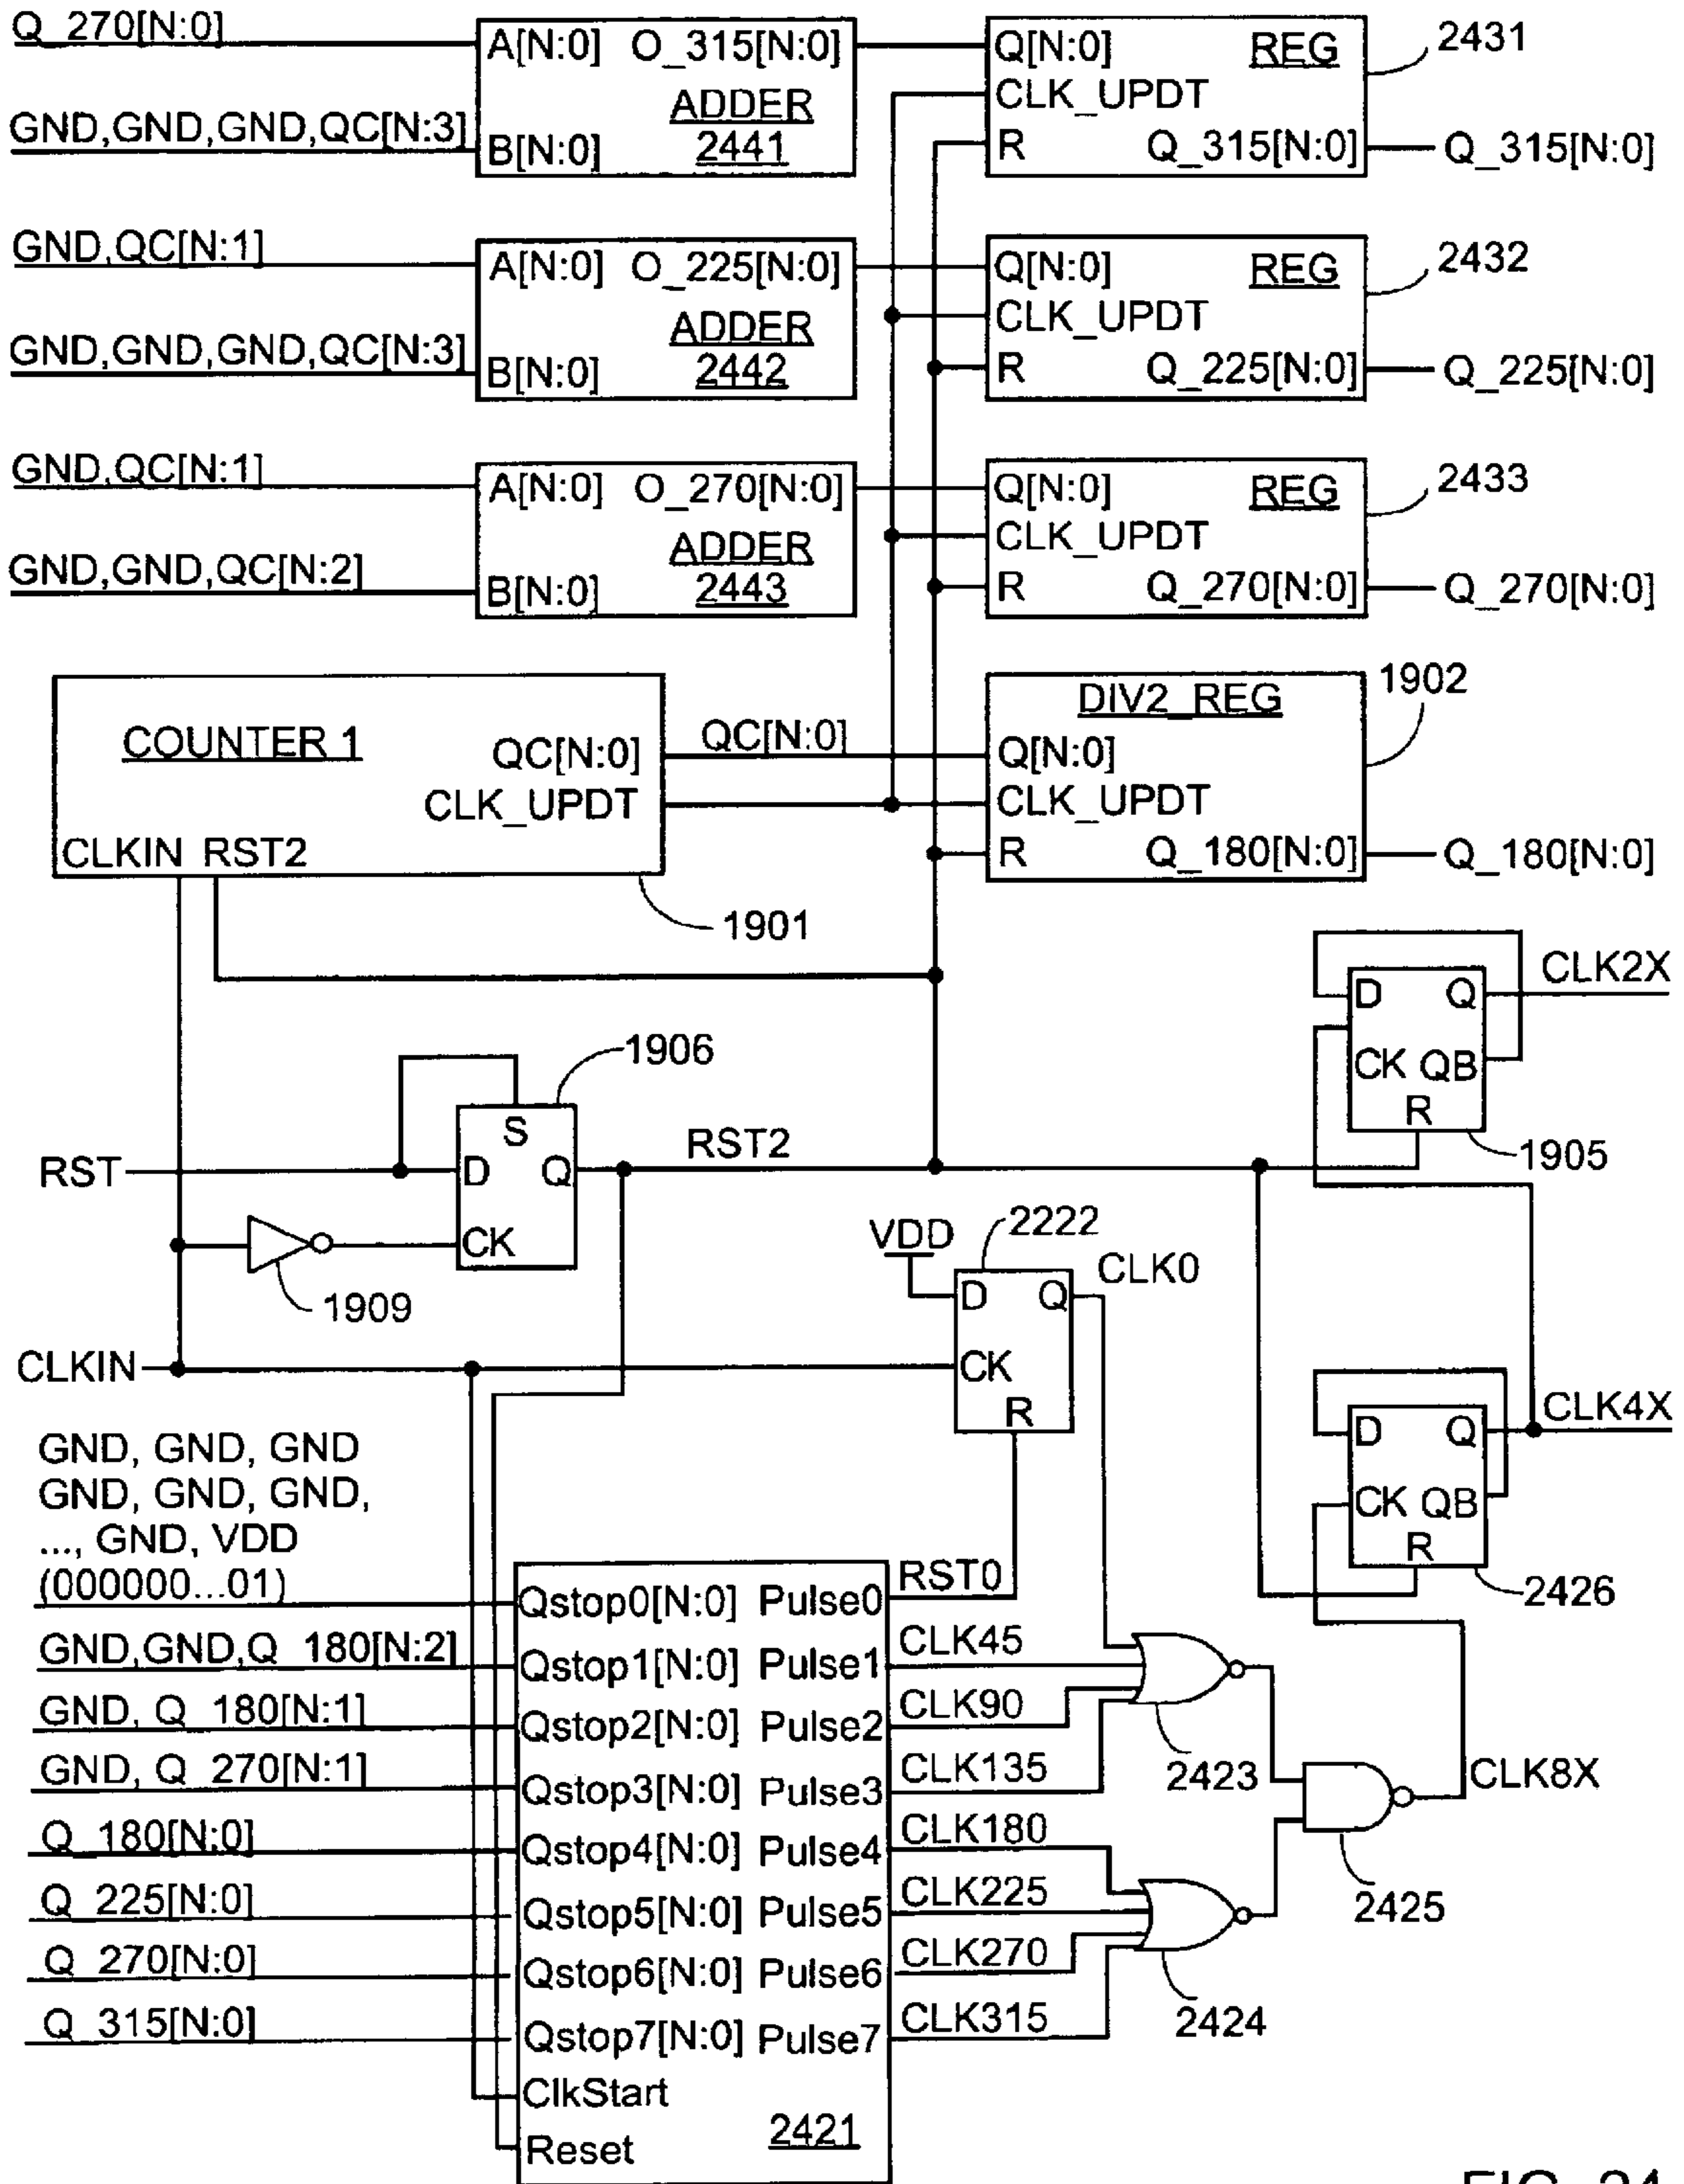 Q_270[N:0]
GND,GND,GND,QC[N:3]
A[N:0] O_315[N:0]
ADDER
2441
B[N:0]
Q[N:0] REG
CLK_UPDT
R Q_315[N:0]
2431
Q_315[N:0]
GND,QC[N:1]
GND,GND,GND,QC[N:3]
A[N:0] O_225[N:0]
ADDER
2442
B[N:0]
Q[N:0] REG
CLK_UPDT
R Q_225[N:0]
2432
Q_225[N:0]
GND,QC[N:1]
GND,GND,QC[N:2]
A[N:0] O_270[N:0]
ADDER
2443
B[N:0]
Q[N:0] REG
CLK_UPDT
R Q_270[N:0]
2433
Q_270[N:0]
COUNTER 1
QC[N:0]
CLK_UPDT
CLKIN RST2
1901
QC[N:0]
DIV2_REG
Q[N:0]
CLK_UPDT
R Q_180[N:0]
1902
Q_180[N:0]
D Q
CK QB
R
CLK2X
1905
1906
S
D Q
CK
RST
RST2
1909
CLKIN
VDD
2222
D Q
CK
R
CLK0
D Q
CK QB
R
CLK4X
2426
GND, GND, GND
GND, GND, GND,
..., GND, VDD
(000000...01)
GND,GND,Q_180[N:2]
GND, Q_180[N:1]
GND, Q_270[N:1]
Q_180[N:0]
Q_225[N:0]
Q_270[N:0]
Q_315[N:0]
Qstop0[N:0] Pulse0
Qstop1[N:0] Pulse1
Qstop2[N:0] Pulse2
Qstop3[N:0] Pulse3
Qstop4[N:0] Pulse4
Qstop5[N:0] Pulse5
Qstop6[N:0] Pulse6
Qstop7[N:0] Pulse7
ClkStart
Reset
2421
RST0
CLK45
CLK90
CLK135
CLK180
CLK225
CLK270
CLK315
2423
2424
2425
CLK8X
FIG. 24